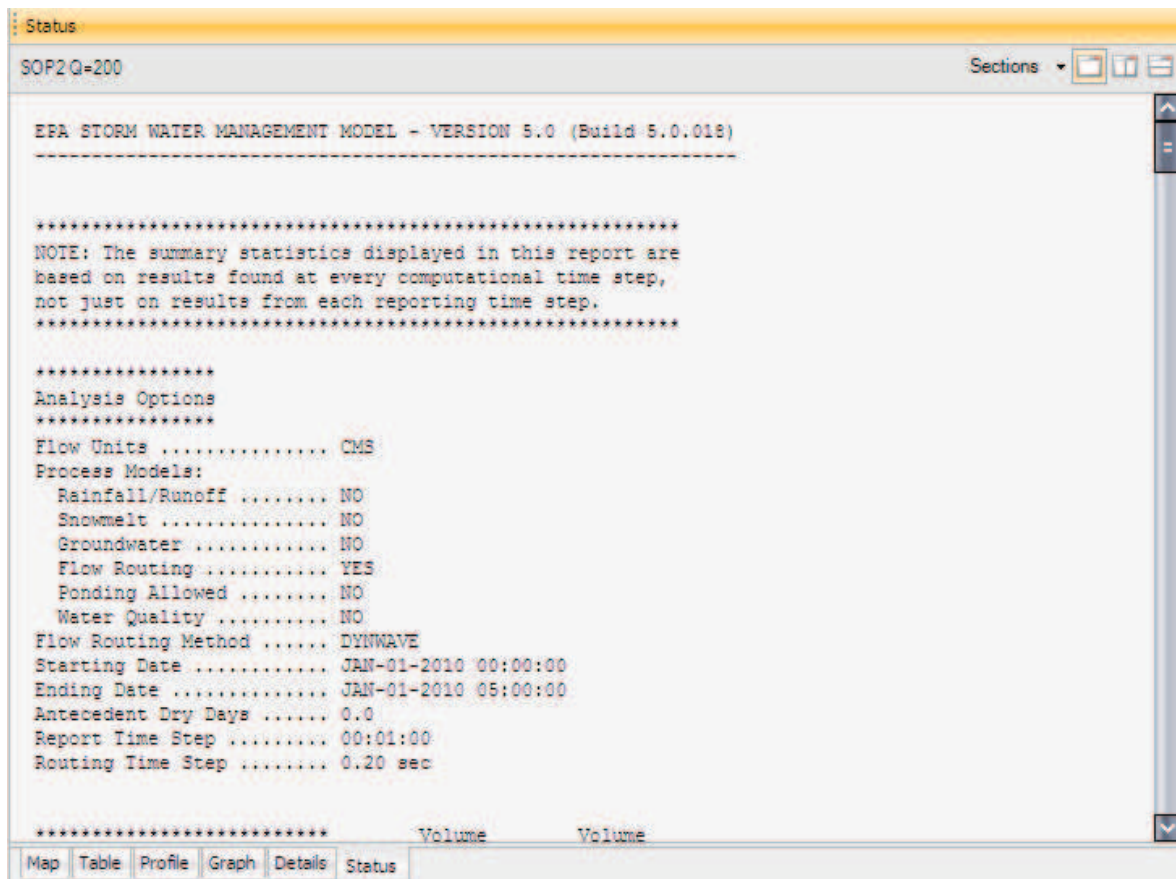 Status
SOP2 Q=200
Sections
EPA STORM WATER MANAGEMENT MODEL - VERSION 5.0 (Build 5.0.018)
--------------------------------------------------------------
***********************************************************
NOTE: The summary statistics displayed in this report are
based on results found at every computational time step,
not just on results from each reporting time step.
***********************************************************
****************
Analysis Options
****************
Flow Units ............... CMS
Process Models:
Rainfall/Runoff ........ NO
Snowmelt ............... NO
Groundwater ............ NO
Flow Routing ........... YES
Ponding Allowed ........ NO
Water Quality .......... NO
Flow Routing Method ...... DYNWAVE
Starting Date ............ JAN-01-2010 00:00:00
Ending Date .............. JAN-01-2010 05:00:00
Antecedent Dry Days ...... 0.0
Report Time Step ......... 00:01:00
Routing Time Step ........ 0.20 sec
************************** Volume Volume
Map Table Profile Graph Details Status